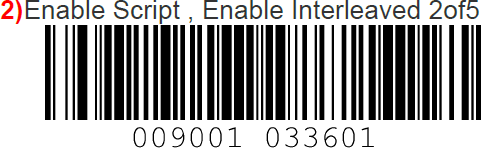 2)Enable Script , Enable Interleaved 2of5
009001 033601